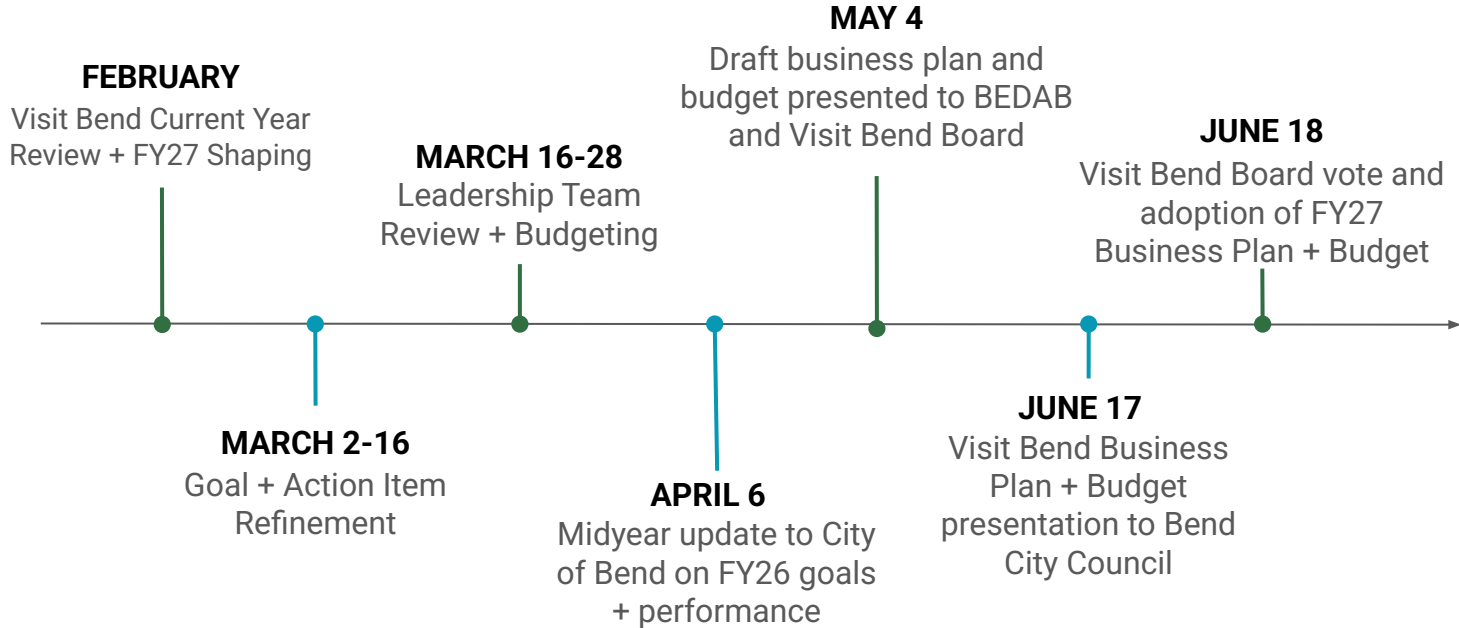 FEBRUARY
Visit Bend Current Year
Review + FY27 Shaping
MARCH 2-16
Goal + Action Item
Refinement
MARCH 16-28
Leadership Team
Review + Budgeting
APRIL 6
Midyear update to City
of Bend on FY26 goals
+ performance
MAY 4
Draft business plan and
budget presented to BEDAB
and Visit Bend Board
JUNE 17
Visit Bend Business
Plan + Budget
presentation to Bend
City Council
JUNE 18
Visit Bend Board vote and
adoption of FY27
Business Plan + Budget